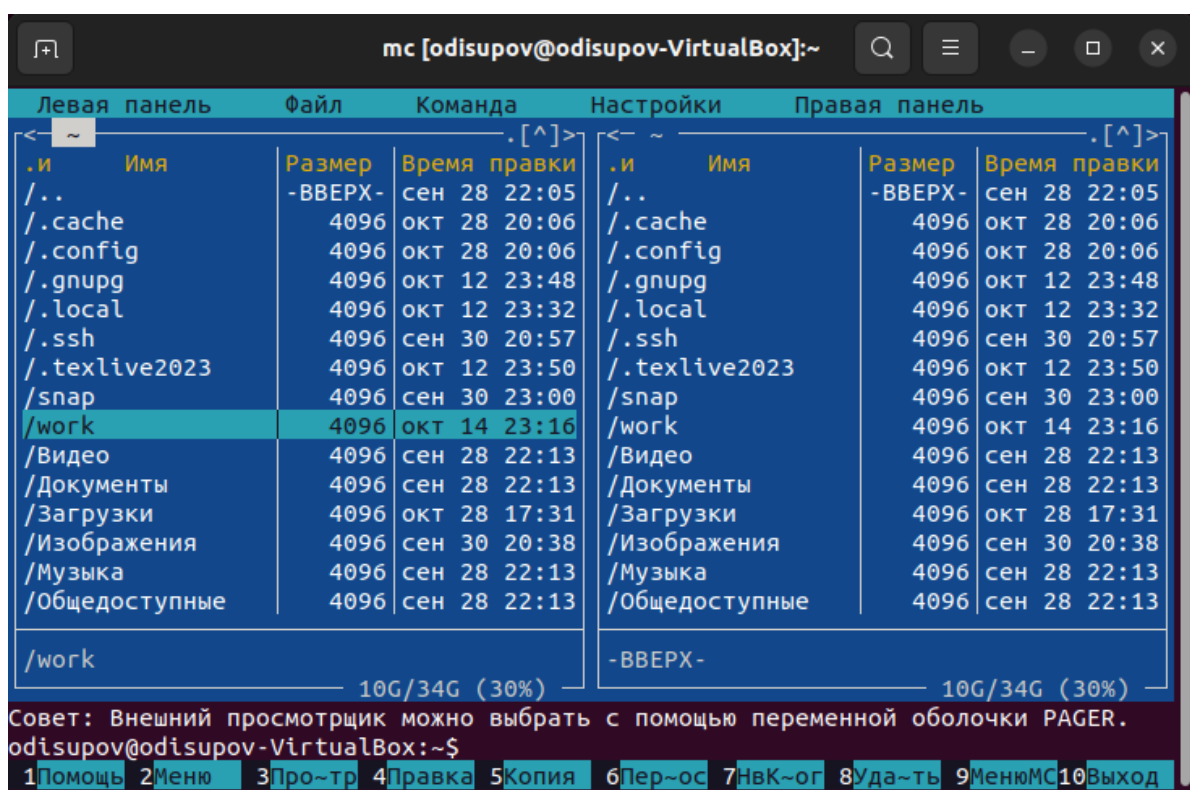 mc [odisupov@odisupov-VirtualBox]:~
Левая панель Файл Команда Настройки Правая панель
<─ ~ .[^]> <─ ~ .[^]>
.и Имя Размер Время правки .и Имя Размер Время правки
/.. -ВВЕРХ- сен 28 22:05 /.. -ВВЕРХ- сен 28 22:05
/.cache 4096 окт 28 20:06 /.cache 4096 окт 28 20:06
/.config 4096 окт 28 20:06 /.config 4096 окт 28 20:06
/.gnupg 4096 окт 12 23:48 /.gnupg 4096 окт 12 23:48
/.local 4096 окт 12 23:32 /.local 4096 окт 12 23:32
/.ssh 4096 сен 30 20:57 /.ssh 4096 сен 30 20:57
/.texlive2023 4096 окт 12 23:50 /.texlive2023 4096 окт 12 23:50
/snap 4096 сен 30 23:00 /snap 4096 сен 30 23:00
/work 4096 окт 14 23:16 /work 4096 окт 14 23:16
/Видео 4096 сен 28 22:13 /Видео 4096 сен 28 22:13
/Документы 4096 сен 28 22:13 /Документы 4096 сен 28 22:13
/Загрузки 4096 окт 28 17:31 /Загрузки 4096 окт 28 17:31
/Изображения 4096 сен 30 20:38 /Изображения 4096 сен 30 20:38
/Музыка 4096 сен 28 22:13 /Музыка 4096 сен 28 22:13
/Общедоступные 4096 сен 28 22:13 /Общедоступные 4096 сен 28 22:13
/work -ВВЕРХ-
10G/34G (30%) 10G/34G (30%)
Совет: Внешний просмотрщик можно выбрать с помощью переменной оболочки PAGER.
odisupov@odisupov-VirtualBox:~$
1Помощь 2Меню 3Про~тр 4Правка 5Копия 6Пер~ос 7НвК~ог 8Уда~ть 9МенюМС 10Выход